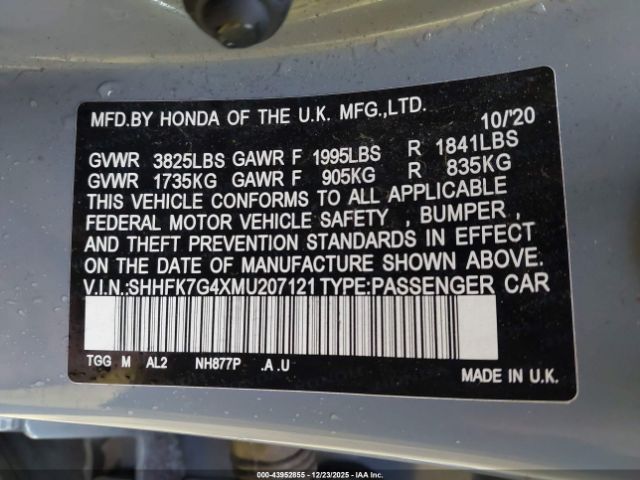 MFD.BY HONDA OF THE U.K. MFG.,LTD. 10/'20
GVWR 3825LBS GAWR F 1995LBS R 1841LBS
GVWR 1735KG GAWR F 905KG R 835KG
THIS VEHICLE CONFORMS TO ALL APPLICABLE
FEDERAL MOTOR VEHICLE SAFETY , BUMPER ,
AND THEFT PREVENTION STANDARDS IN EFFECT
ON THE DATE OF MANUFACTURE SHOWN ABOVE.
V.I.N.:SHHFK7G4XMU207121 TYPE:PASSENGER CAR
TGG M AL2 NH877P .A .U
MADE IN U.K.
000-43952855 12/23/2025 IAA Inc.